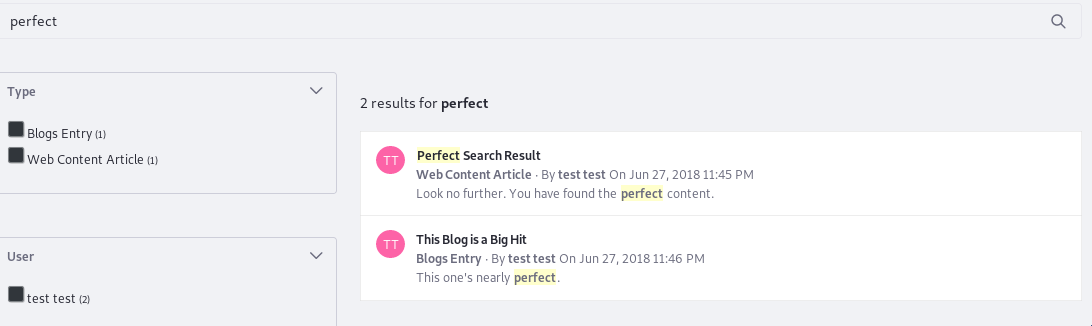 perfect
Type
Blogs Entry (1)
Web Content Article (1)
User
test test (2)
2 results for perfect
TT
Perfect Search Result
Web Content Article · By test test On Jun 27, 2018 11:45 PM
Look no further. You have found the perfect content.
TT
This Blog is a Big Hit
Blogs Entry · By test test On Jun 27, 2018 11:46 PM
This one's nearly perfect.